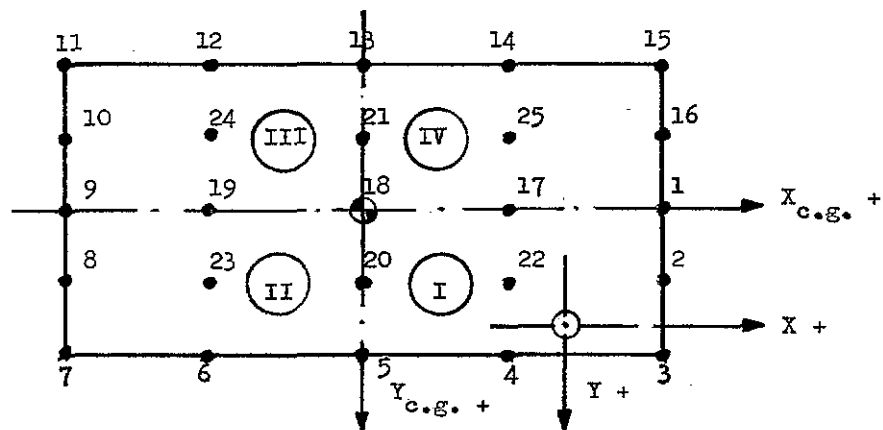 11 12 13 14 15
10 24 III 21 IV 25 16
9 19 18 17 1 X c.g. +
8 23 II 20 I 22 2
X +
7 6 5 4 3
Y c.g. + Y +